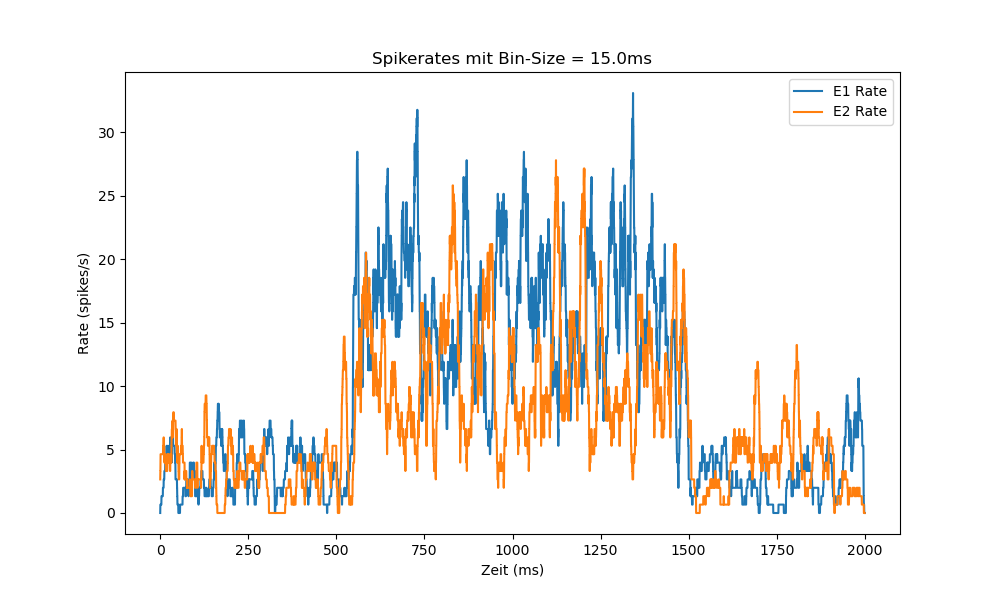 Spikerates mit Bin-Size = 15.0ms
E1 Rate
E2 Rate
Rate (spikes/s)
30
25
20
15
10
5
0
0 250 500 750 1000 1250 1500 1750 2000
Zeit (ms)